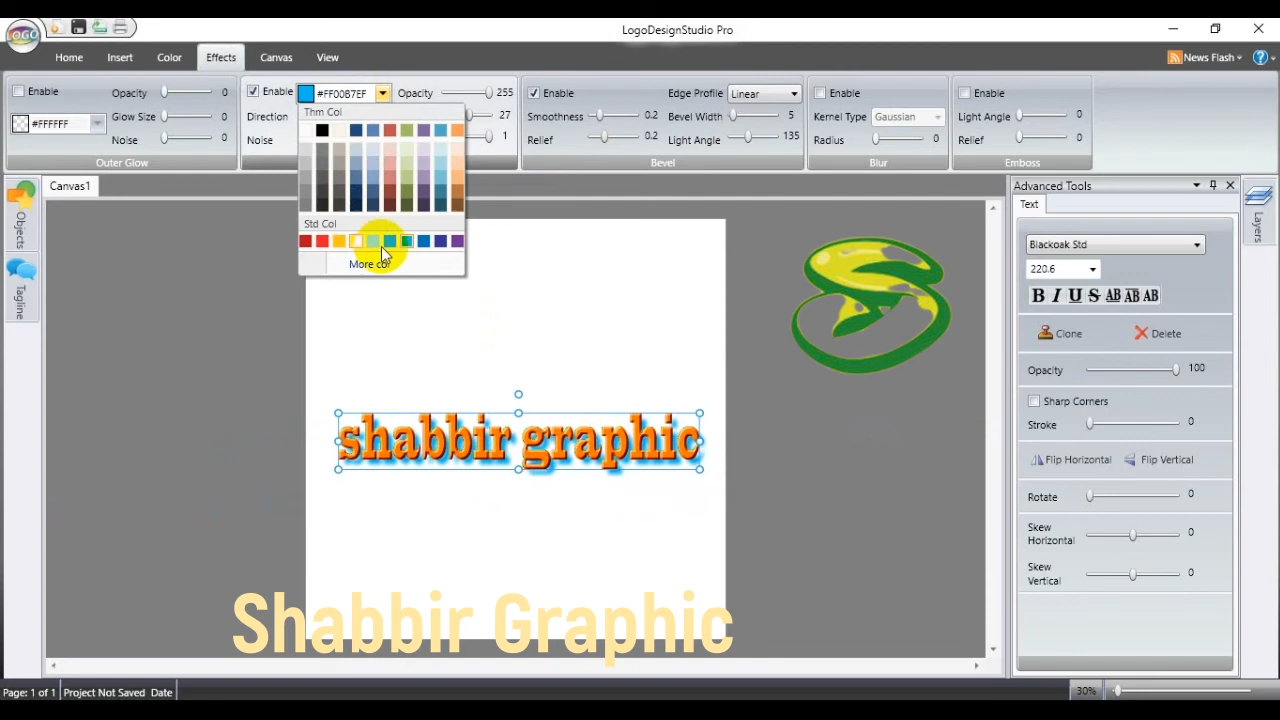 LOGO
LogoDesignStudio Pro
Home Insert Color Effects Canvas View
News Flash
Enable Opacity 0
#FFFFFF Glow Size 0
Noise 0
Outer Glow
Enable #FF00B7EF Opacity 255
Direction 27
Noise 1
Thm Col
Std Col
More co
Enable Edge Profile Linear
Smoothness 0.2 Bevel Width 5
Relief 0.2 Light Angle 135
Bevel
Enable
Kernel Type Gaussian
Radius 0
Blur
Enable
Light Angle 0
Relief 0
Emboss
Canvas1
Objects
Tagline
shabbir graphic
Shabbir Graphic
Advanced Tools
Text
Blackoak Std
220.6
B I U S AB AB AB
Clone Delete
Opacity 100
Sharp Corners
Stroke 0
Flip Horizontal Flip Vertical
Rotate 0
Skew
Horizontal 0
Skew
Vertical 0
Layers
Page: 1 of 1 Project Not Saved Date
30%